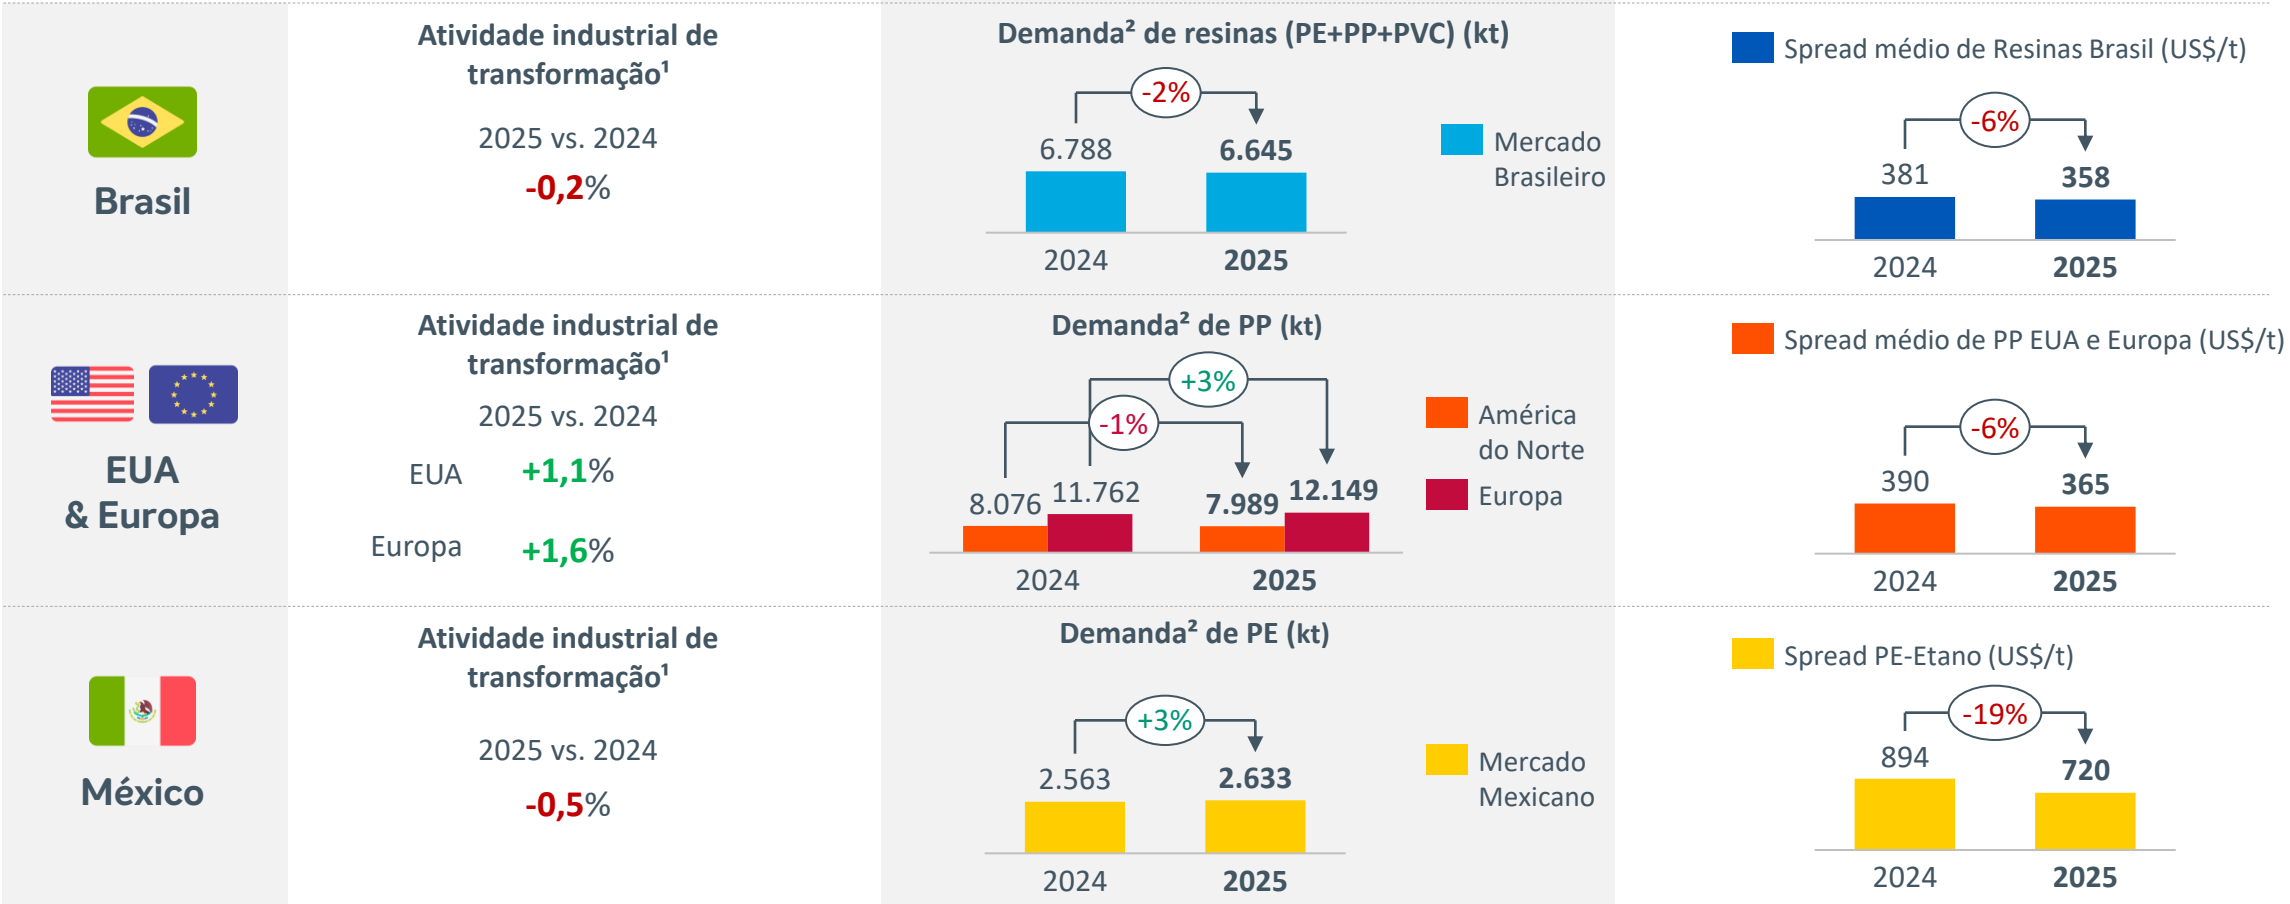 Brasil
Atividade industrial de
transformação¹
2025 vs. 2024
-0,2%
Demanda² de resinas (PE+PP+PVC) (kt)
-2%
6.788
6.645
2024
2025
Mercado
Brasileiro
Spread médio de Resinas Brasil (US$/t)
-6%
381
358
2024
2025
EUA
& Europa
Atividade industrial de
transformação¹
2025 vs. 2024
EUA +1,1%
Europa +1,6%
Demanda² de PP (kt)
+3%
-1%
8.076 11.762
7.989 12.149
2024
2025
América
do Norte
Europa
Spread médio de PP EUA e Europa (US$/t)
-6%
390
365
2024
2025
México
Atividade industrial de
transformação¹
2025 vs. 2024
-0,5%
Demanda² de PE (kt)
+3%
2.563
2.633
2024
2025
Mercado
Mexicano
Spread PE-Etano (US$/t)
-19%
894
720
2024
2025